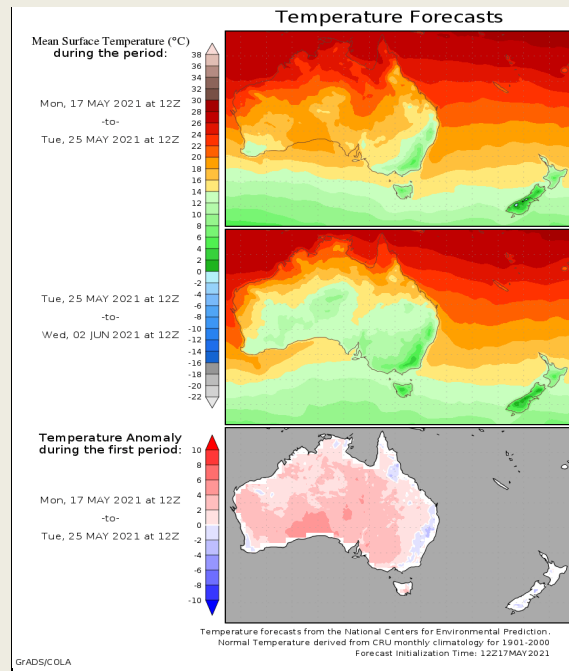 Temperature Forecasts
Mean Surface Temperature (°C)
during the period:
Mon, 17 MAY 2021 at 12Z
-to-
Tue, 25 MAY 2021 at 12Z
38
36
34
32
30
28
26
24
22
20
18
16
14
12
10
8
6
4
2
0
-2
-4
-6
-8
-10
-12
-14
-16
-18
-20
-22
Tue, 25 MAY 2021 at 12Z
-to-
Wed, 02 JUN 2021 at 12Z
Temperature Anomaly
during the first period:
Mon, 17 MAY 2021 at 12Z
-to-
Tue, 25 MAY 2021 at 12Z
10
8
6
4
2
0
-2
-4
-6
-8
-10
Temperature forecasts from the National Centers for Environmental Prediction.
Normal Temperature derived from CRU monthly climatology for 1901-2000
Forecast Initialization Time: 12Z17MAY2021
GrADS/COLA